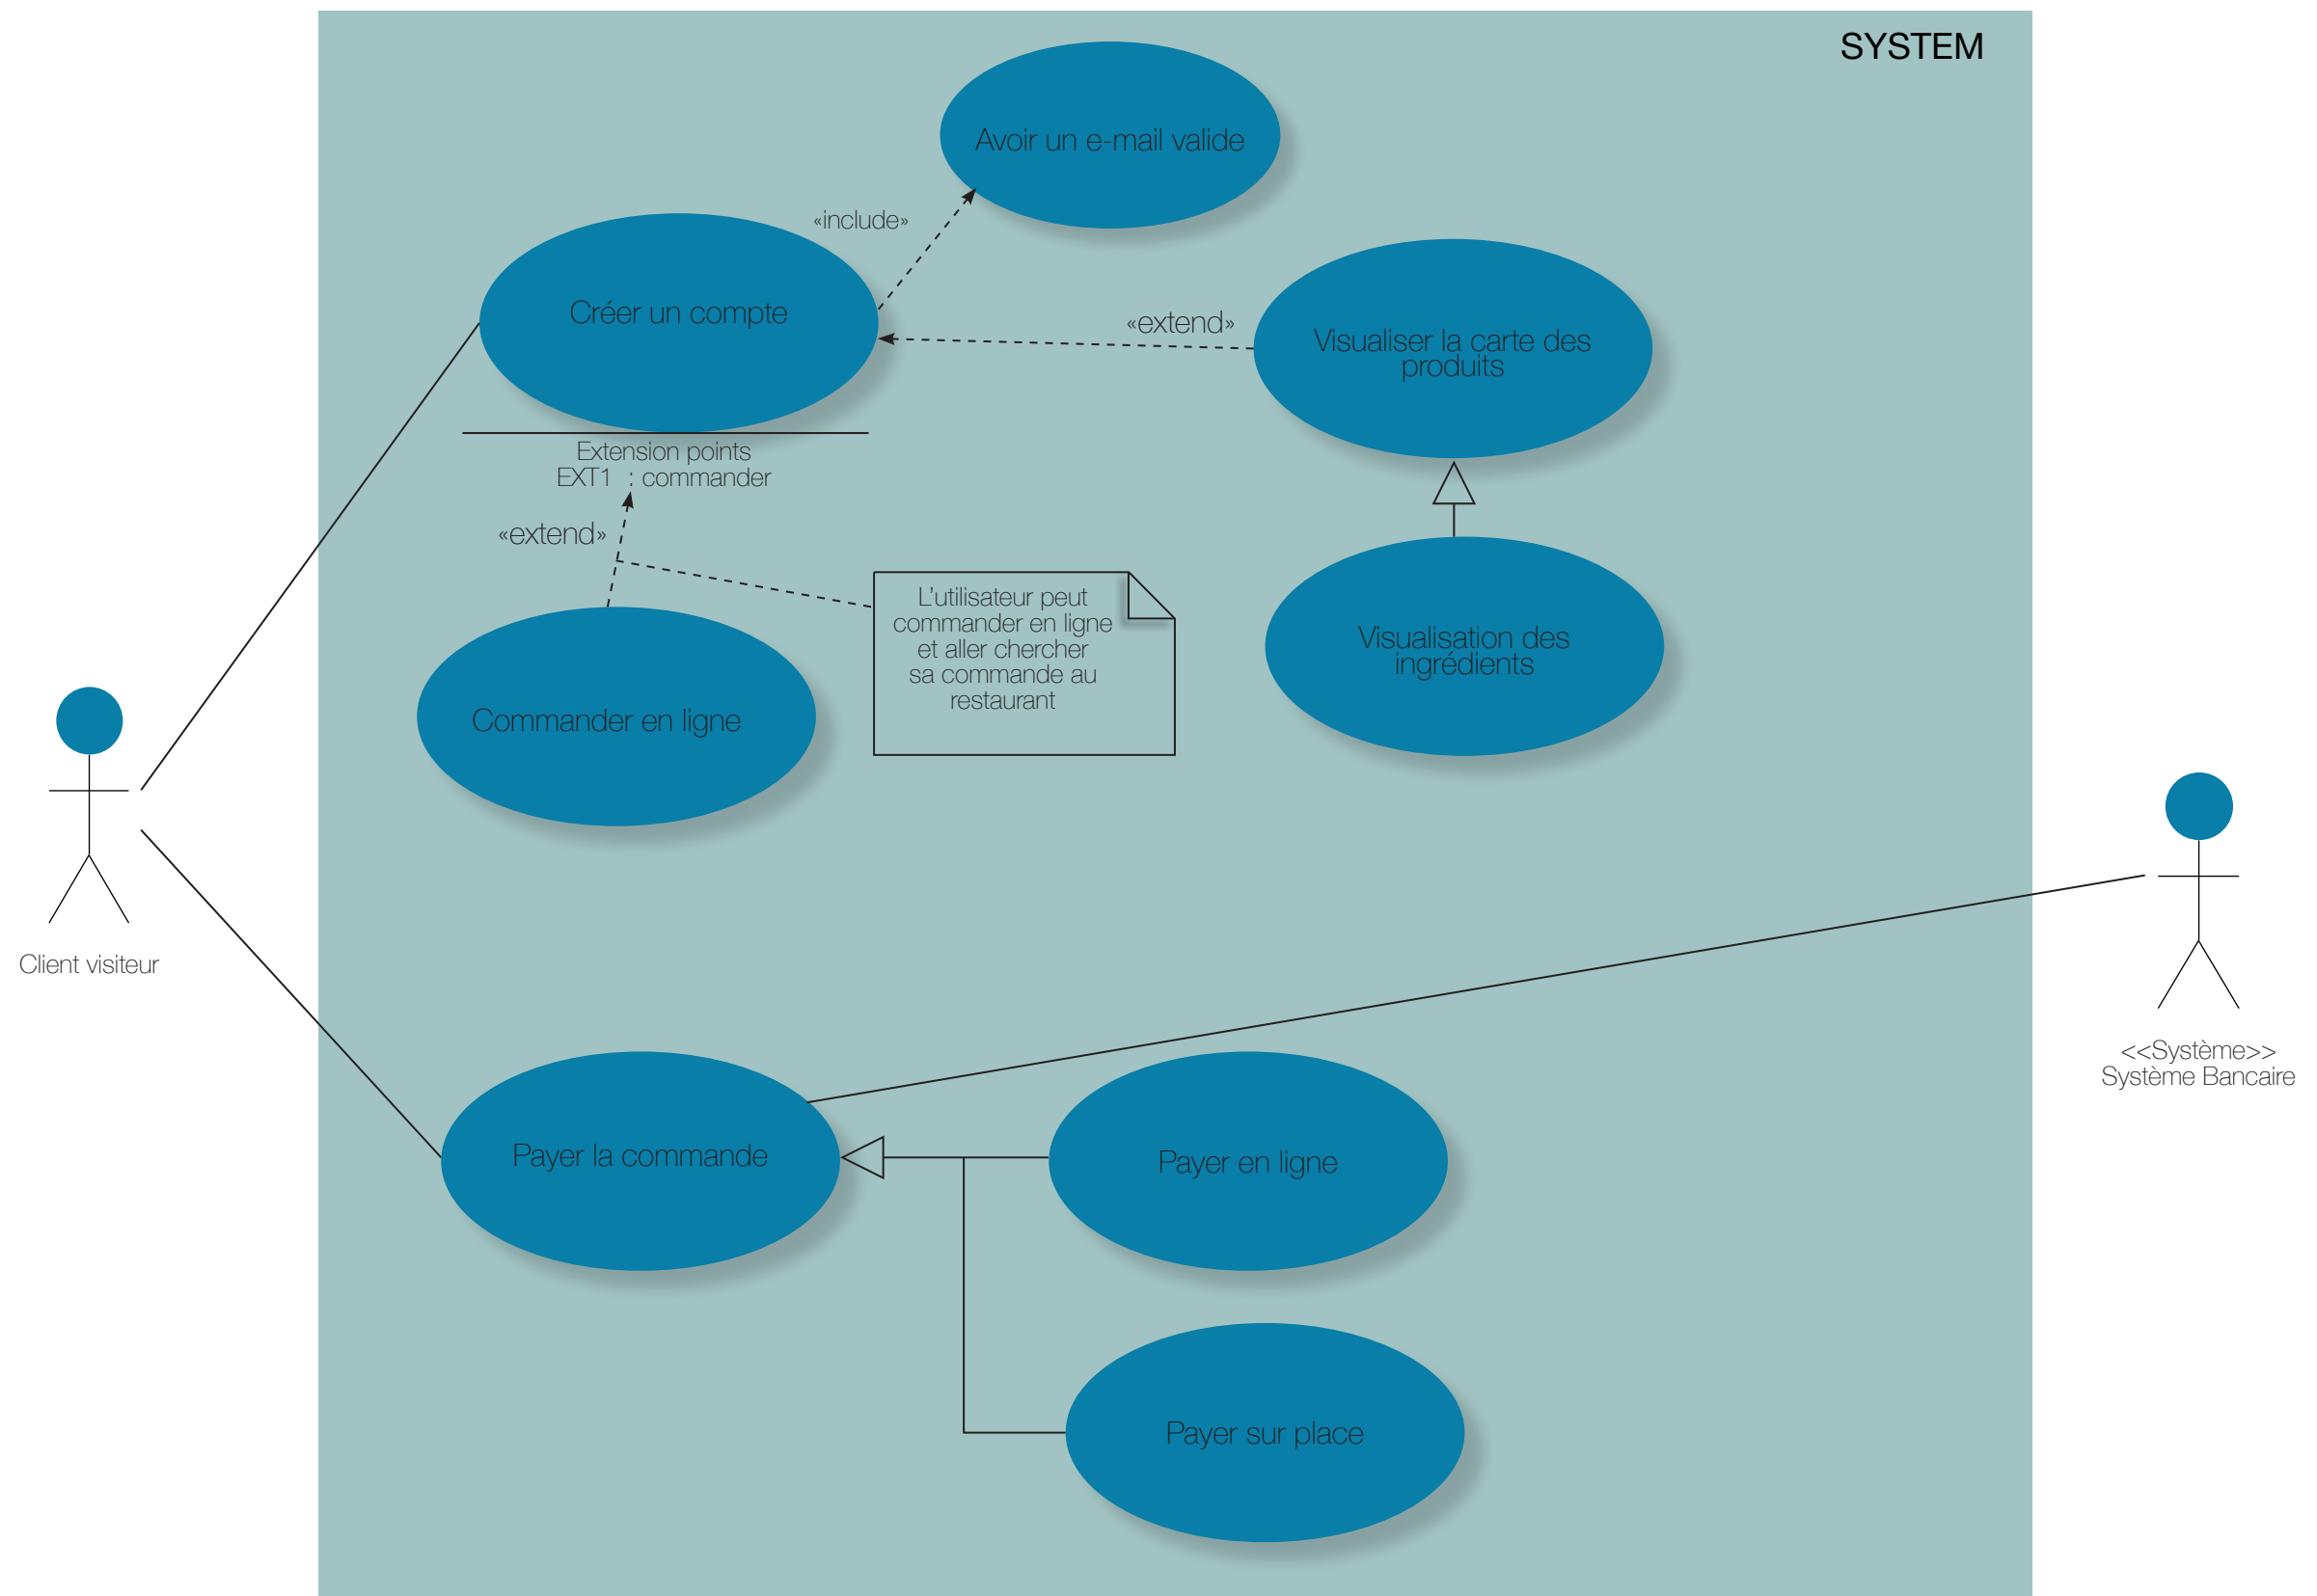 SYSTEM
Avoir un e-mail valide
«include»
Créer un compte
«extend»
Visualiser la carte des
produits
Extension points
EXT1 : commander
«extend»
L'utilisateur peut
commander en ligne
et aller chercher
sa commande au
restaurant
Visualisation des
ingrédients
Commander en ligne
Client visiteur
<<Système>>
Système Bancaire
Payer la commande
Payer en ligne
Payer sur place